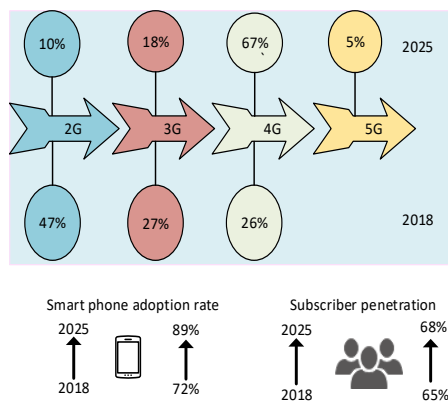 10% 18% 67% 5% 2025
2G 3G 4G 5G
47% 27% 26% 2018
Smart phone adoption rate
2025 89%
2018 72%
Subscriber penetration
2025 68%
2018 65%